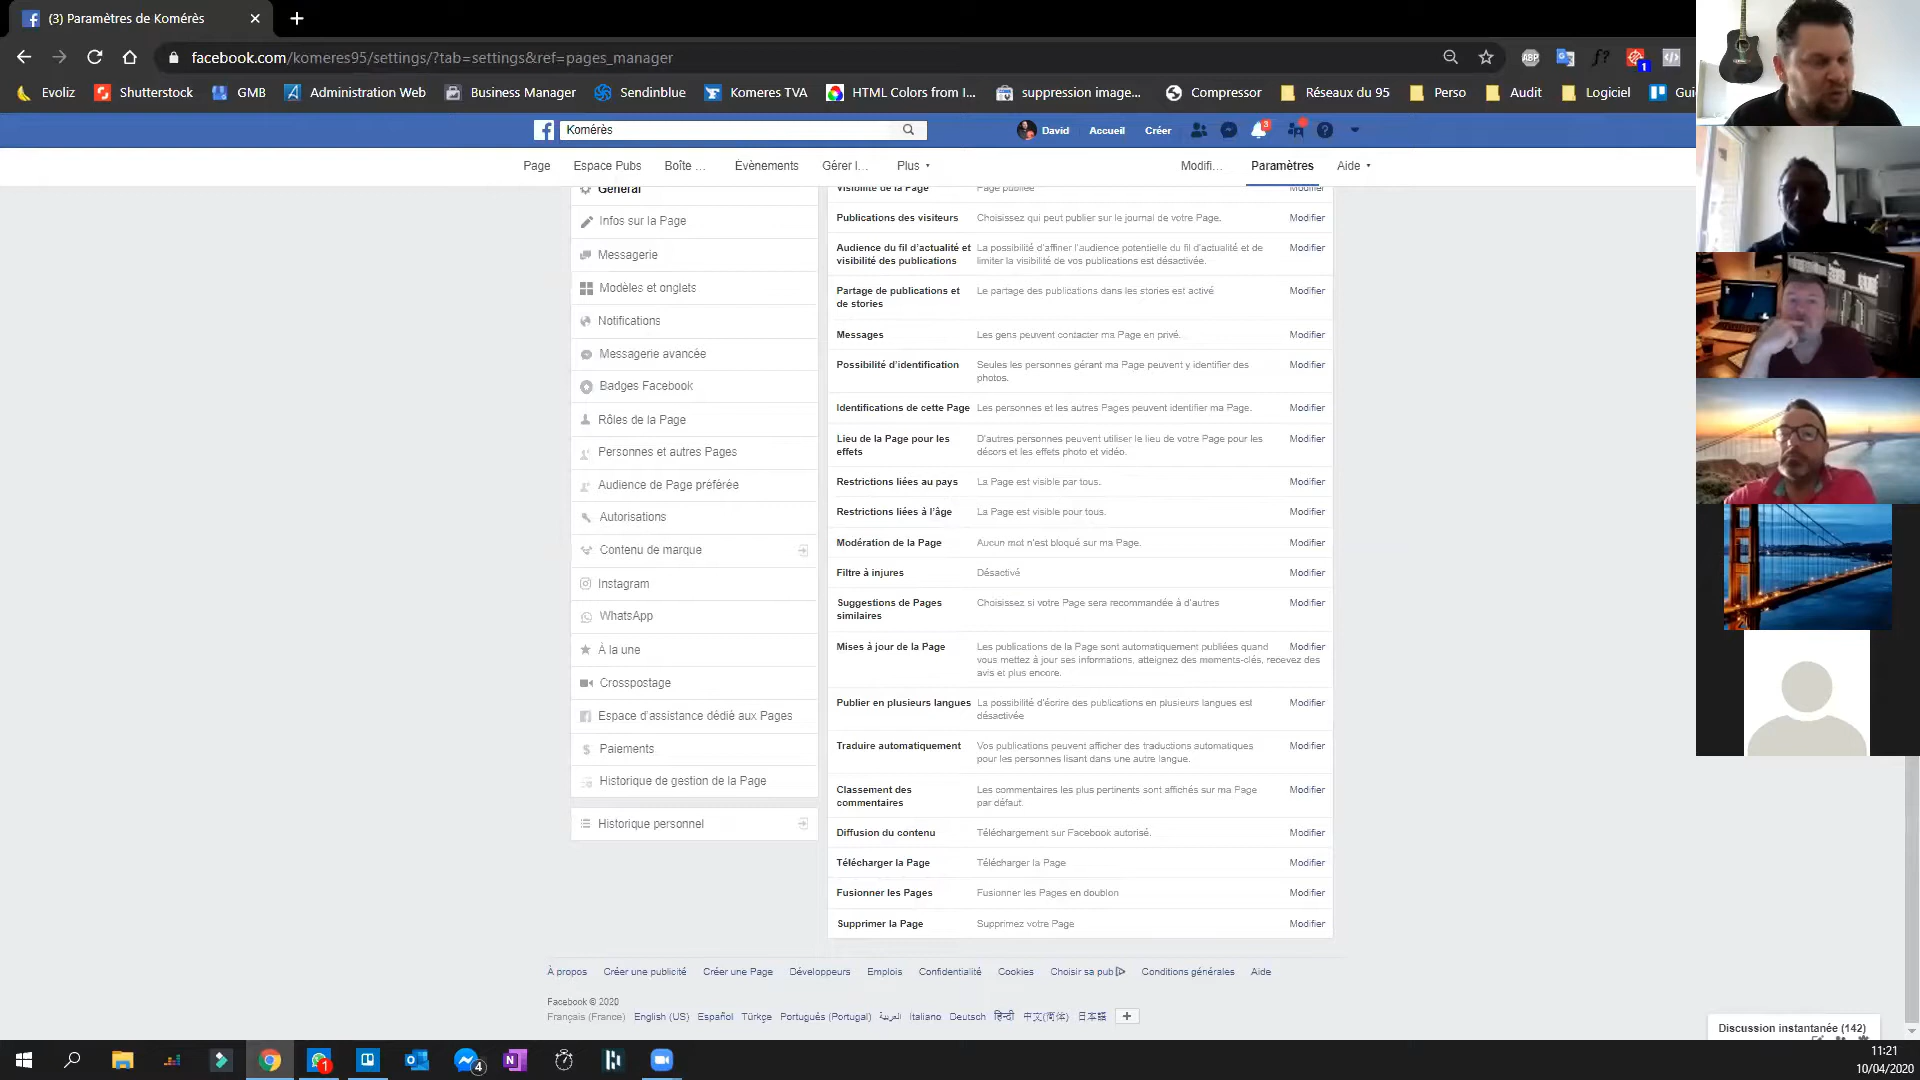 (3) Paramètres de Komérès
facebook.com/komeres95/settings/?tab=settings&ref=pages_manager
ABP
f?
1
Evoliz
Shutterstock
GMB
Administration Web
Business Manager
Sendinblue
Komeres TVA
HTML Colors from I...
suppression image...
Compressor
Réseaux du 95
Perso
Audit
Logiciel
Gui
Komérès
David
Accueil
Créer
3
Page
Espace Pubs
Boîte ...
Évènements
Gérer l...
Plus
Modifi...
Paramètres
Aide
Général
Infos sur la Page
Messagerie
Modèles et onglets
Notifications
Messagerie avancée
Badges Facebook
Rôles de la Page
Personnes et autres Pages
Audience de Page préférée
Autorisations
Contenu de marque
Instagram
WhatsApp
À la une
Crosspostage
Espace d'assistance dédié aux Pages
Paiements
Historique de gestion de la Page
Historique personnel
Visibilité de la Page Page publiée Modifier
Publications des visiteurs Choisissez qui peut publier sur le journal de votre Page. Modifier
Audience du fil d'actualité et La possibilité d'affiner l'audience potentielle du fil d'actualité et de Modifier
visibilité des publications limiter la visibilité de vos publications est désactivée.
Partage de publications et Le partage des publications dans les stories est activé Modifier
de stories
Messages Les gens peuvent contacter ma Page en privé. Modifier
Possibilité d'identification Seules les personnes gérant ma Page peuvent y identifier des Modifier
photos.
Identifications de cette Page Les personnes et les autres Pages peuvent identifier ma Page. Modifier
Lieu de la Page pour les D'autres personnes peuvent utiliser le lieu de votre Page pour les Modifier
effets décors et les effets photo et vidéo.
Restrictions liées au pays La Page est visible par tous. Modifier
Restrictions liées à l'âge La Page est visible pour tous. Modifier
Modération de la Page Aucun mot n'est bloqué sur ma Page. Modifier
Filtre à injures Désactivé Modifier
Suggestions de Pages Choisissez si votre Page sera recommandée à d'autres Modifier
similaires
Mises à jour de la Page Les publications de la Page sont automatiquement publiées quand Modifier
vous mettez à jour ses informations, atteignez des moments-clés, recevez des
avis et plus encore.
Publier en plusieurs langues La possibilité d'écrire des publications en plusieurs langues est Modifier
désactivée
Traduire automatiquement Vos publications peuvent afficher des traductions automatiques Modifier
pour les personnes lisant dans une autre langue.
Classement des Les commentaires les plus pertinents sont affichés sur ma Page Modifier
commentaires par défaut.
Diffusion du contenu Téléchargement sur Facebook autorisé. Modifier
Télécharger la Page Télécharger la Page Modifier
Fusionner les Pages Fusionner les Pages en doublon Modifier
Supprimer la Page Supprimez votre Page Modifier
À propos Créer une publicité Créer une Page Développeurs Emplois Confidentialité Cookies Choisir sa pub Conditions générales Aide
Facebook © 2020
Français (France) English (US) Español Türkçe Português (Portugal) العربية Italiano Deutsch हिन्दी 中文(简体) 日本語
Discussion instantanée (142)
1
4
N
11:21
10/04/2020